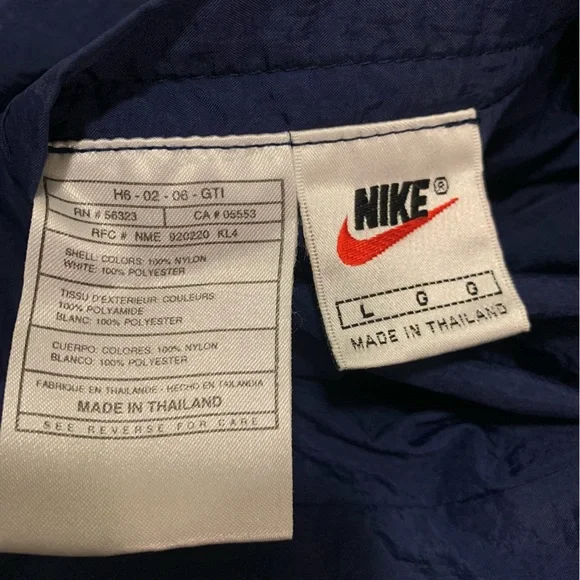 H6 - 02 - 06 - GTI
RN # 56323 CA # 05553
RFC # NME 920220 KL4
SHELL: COLORS: 100% NYLON
WHITE: 100% POLYESTER
TISSU D'EXTERIEUR: COULEURS:
100% POLYAMIDE
BLANC: 100% POLYESTER
CUERPO: COLORES: 100% NYLON
BLANCO: 100% POLYESTER
FABRIQUE EN THAILANDE - HECHO EN TAILANDIA
MADE IN THAILAND
SEE REVERSE FOR CARE
NIKE®
L G G
MADE IN THAILAND